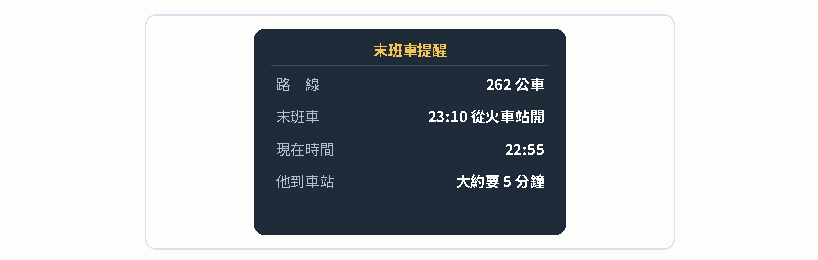 末班車提醒
路　線 262 公車
末班車 23:10 從火車站開
現在時間 22:55
他到車站 大約要 5 分鐘